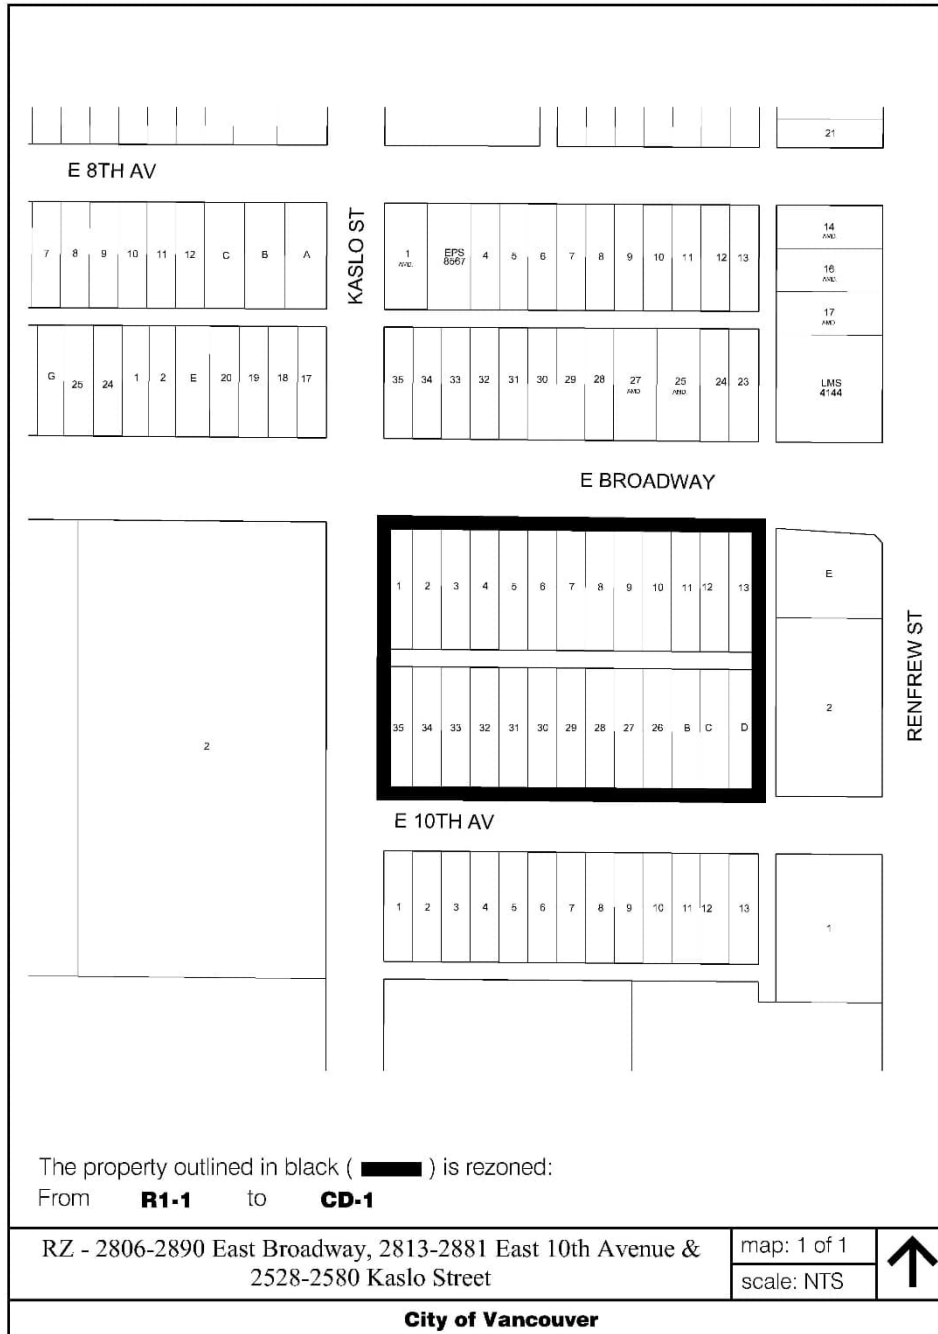 21
E 8TH AV
KASLO ST
7 8 9 10 11 12 C B A
1 AMD. EPS 8567 4 5 6 7 8 9 10 11 12 13
14 AMD.
16 AMD.
17 AMD
G 25 24 1 2 E 20 19 18 17
35 34 33 32 31 30 29 28 27 AMD. 25 AMD. 24 23
LMS 4144
E BROADWAY
1 2 3 4 5 6 7 8 9 10 11 12 13
E
RENFREW ST
35 34 33 32 31 30 29 28 27 26 B C D
2
2
E 10TH AV
1 2 3 4 5 6 7 8 9 10 11 12 13
1
The property outlined in black ( ) is rezoned:
From R1-1 to CD-1
RZ - 2806-2890 East Broadway, 2813-2881 East 10th Avenue &
2528-2580 Kaslo Street
map: 1 of 1
scale: NTS
City of Vancouver